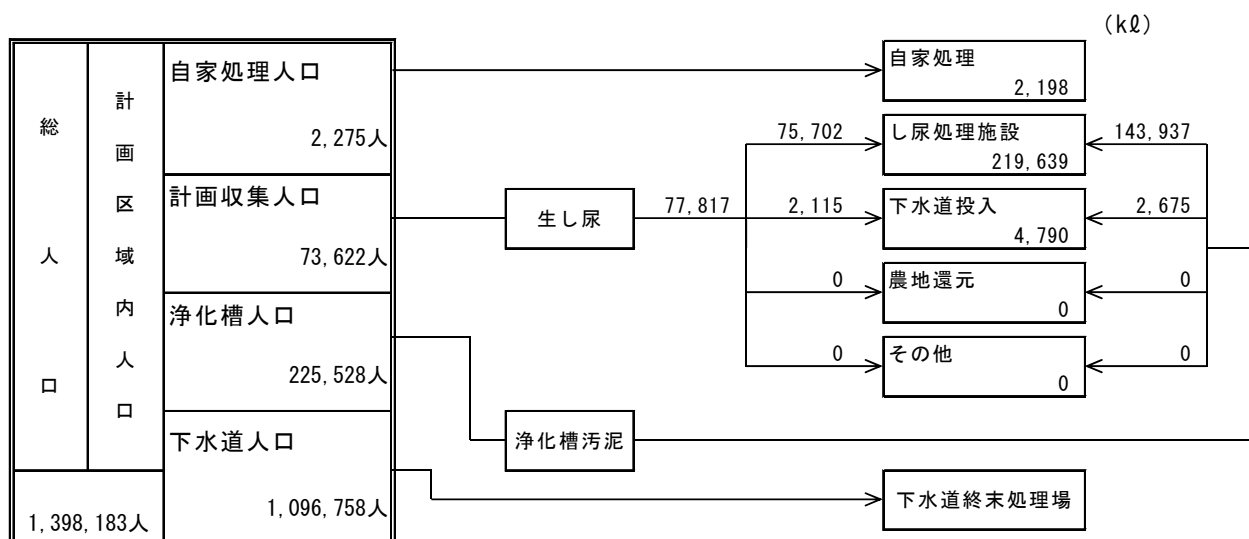 (kℓ)
総人口
計画区域内人口
1,398,183人
自家処理人口
2,275人
計画収集人口
73,622人
浄化槽人口
225,528人
下水道人口
1,096,758人
生し尿
77,817
浄化槽汚泥
75,702
2,115
0
0
自家処理
2,198
し尿処理施設
219,639
下水道投入
4,790
農地還元
0
その他
0
下水道終末処理場
143,937
2,675
0
0